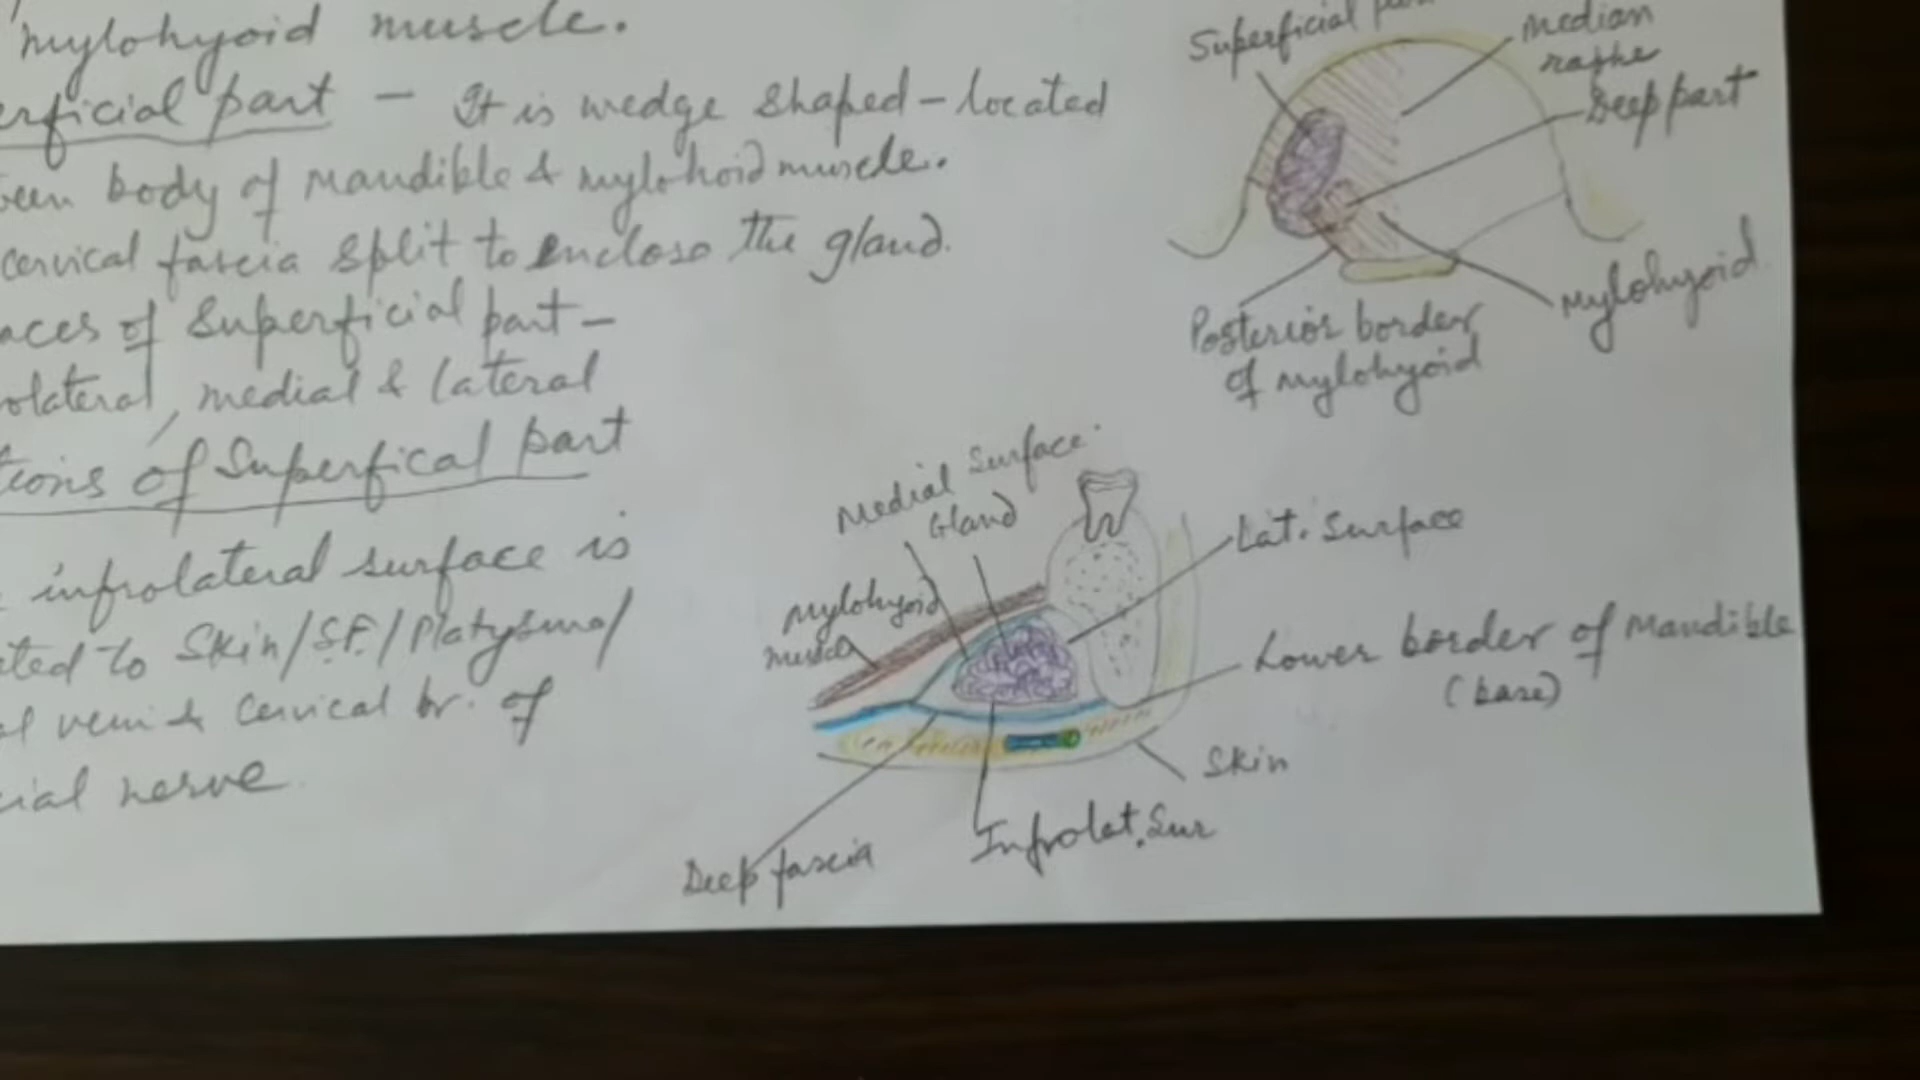 mylohyoid muscle.
erficial part - It is wedge shaped - located
een body of Mandible & mylohoid muscle.
cervical fascia split to enclose the gland.
aces of superficial part -
olateral, medial & lateral
tions of Superfical part
infrolateral surface is
ted to Skin/S.F./Platysma/
al vein & Cervical br. of
cial nerve
Superficial
Median
raphe
Deep part
Mylohyoid
Posterior border
of mylohyoid
Medial Surface
Gland
Mylohyoid
muscle
Lat. Surface
Lower border of Mandible
(base)
Skin
Infrolat. Sur
Deep fascia